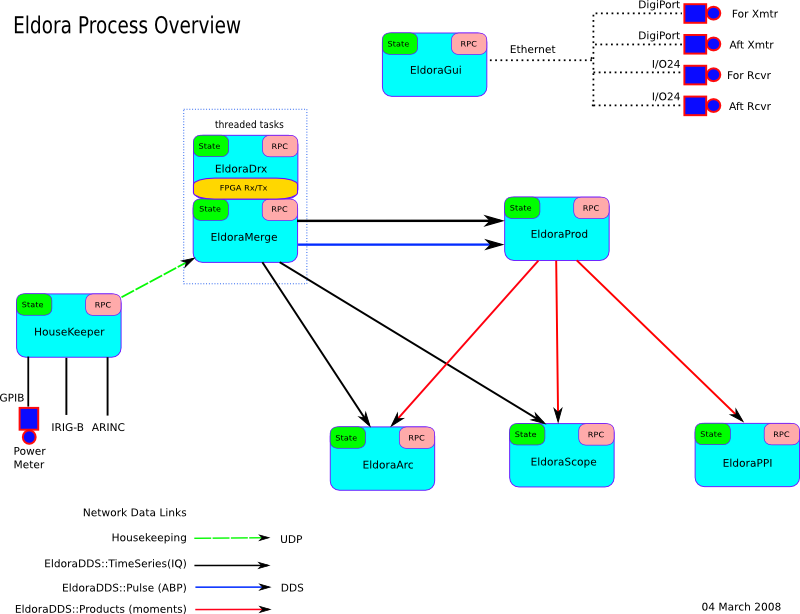 Eldora Process Overview
DigiPort
For Xmtr
State
RPC
EldoraGui
Ethernet
DigiPort
Aft Xmtr
I/O24
For Rcvr
I/O24
Aft Rcvr
threaded tasks
State
RPC
EldoraDrx
FPGA Rx/Tx
State
RPC
EldoraMerge
State
RPC
EldoraProd
State
RPC
HouseKeeper
GPIB
IRIG-B
ARINC
Power
Meter
State
RPC
EldoraArc
State
RPC
EldoraScope
State
RPC
EldoraPPI
Network Data Links
Housekeeping
UDP
EldoraDDS::TimeSeries(IQ)
EldoraDDS::Pulse (ABP)
DDS
EldoraDDS::Products (moments)
04 March 2008